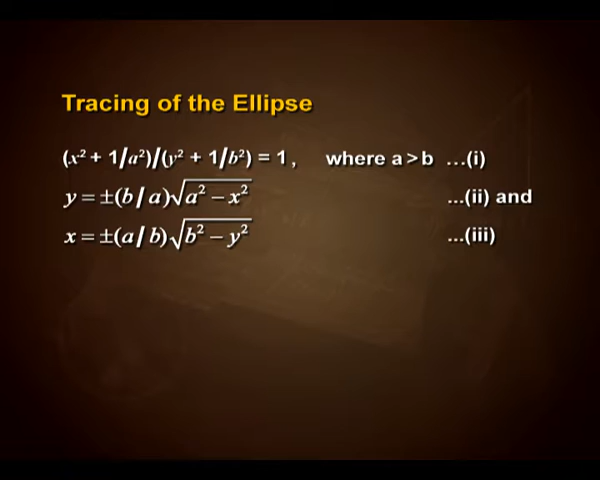 Tracing of the Ellipse
(x² + 1/a²)/(y² + 1/b²) = 1, where a > b ...(i)
y = ±(b/a)√(a² − x²) ...(ii) and
x = ±(a/b)√(b² − y²) ...(iii)